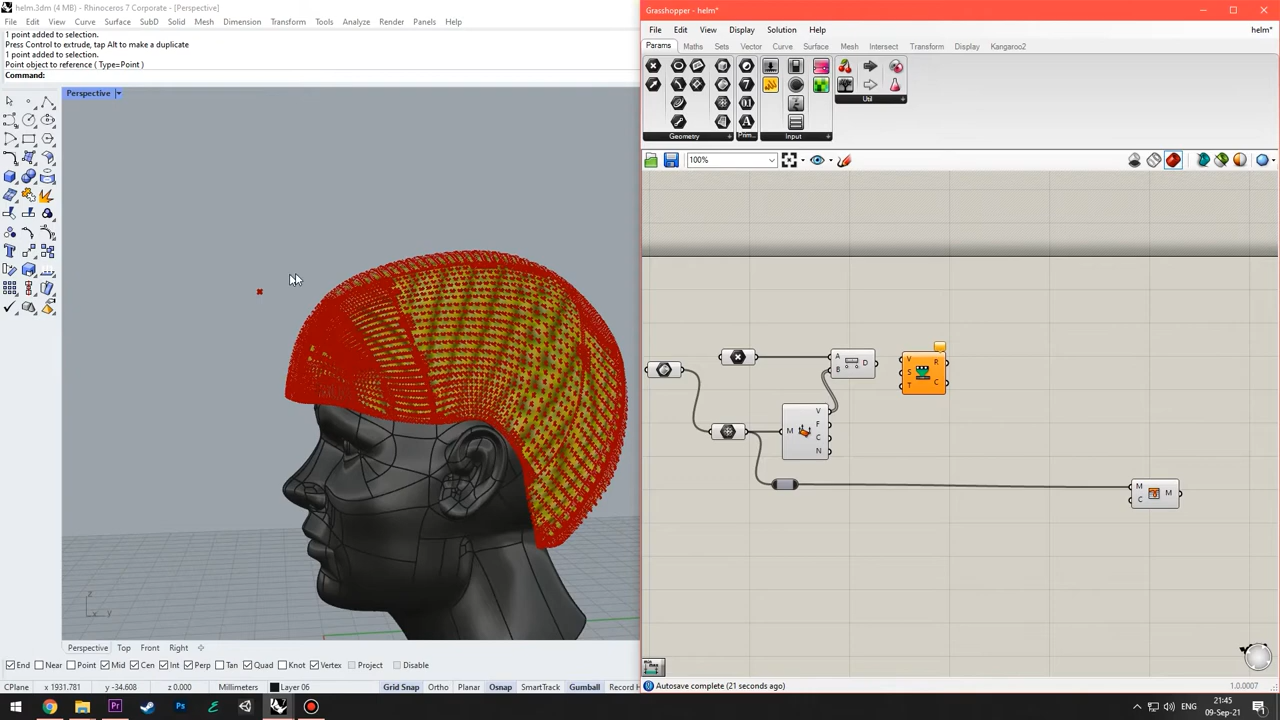 helm.3dm (4 MB) - Rhinoceros 7 Corporate - [Perspective]
File Edit View Curve Surface SubD Solid Mesh Dimension Transform Tools Analyze Render Panels Help
1 point added to selection.
Press Control to extrude, tap Alt to make a duplicate
1 point added to selection.
Point object to reference ( Type=Point )
Command:
Perspective
z
x
y
Perspective Top Front Right
End Near Point Mid Cen Int Perp Tan Quad Knot Vertex Project Disable
CPlane x 1931.781 y -34.608 z 0.000 Millimeters Layer 06 Grid Snap Ortho Planar Osnap SmartTrack Gumball Record H
Grasshopper - helm*
File Edit View Display Solution Help
helm*
Params Maths Sets Vector Curve Surface Mesh Intersect Transform Display Kangaroo2
Geometry Prim... Input Util
100%
A
B
D
V
S
T
R
C
M
V
F
C
N
M
C
M
Autosave complete (21 seconds ago)
1.0.0007
Ps
ENG
21:45
09-Sep-21